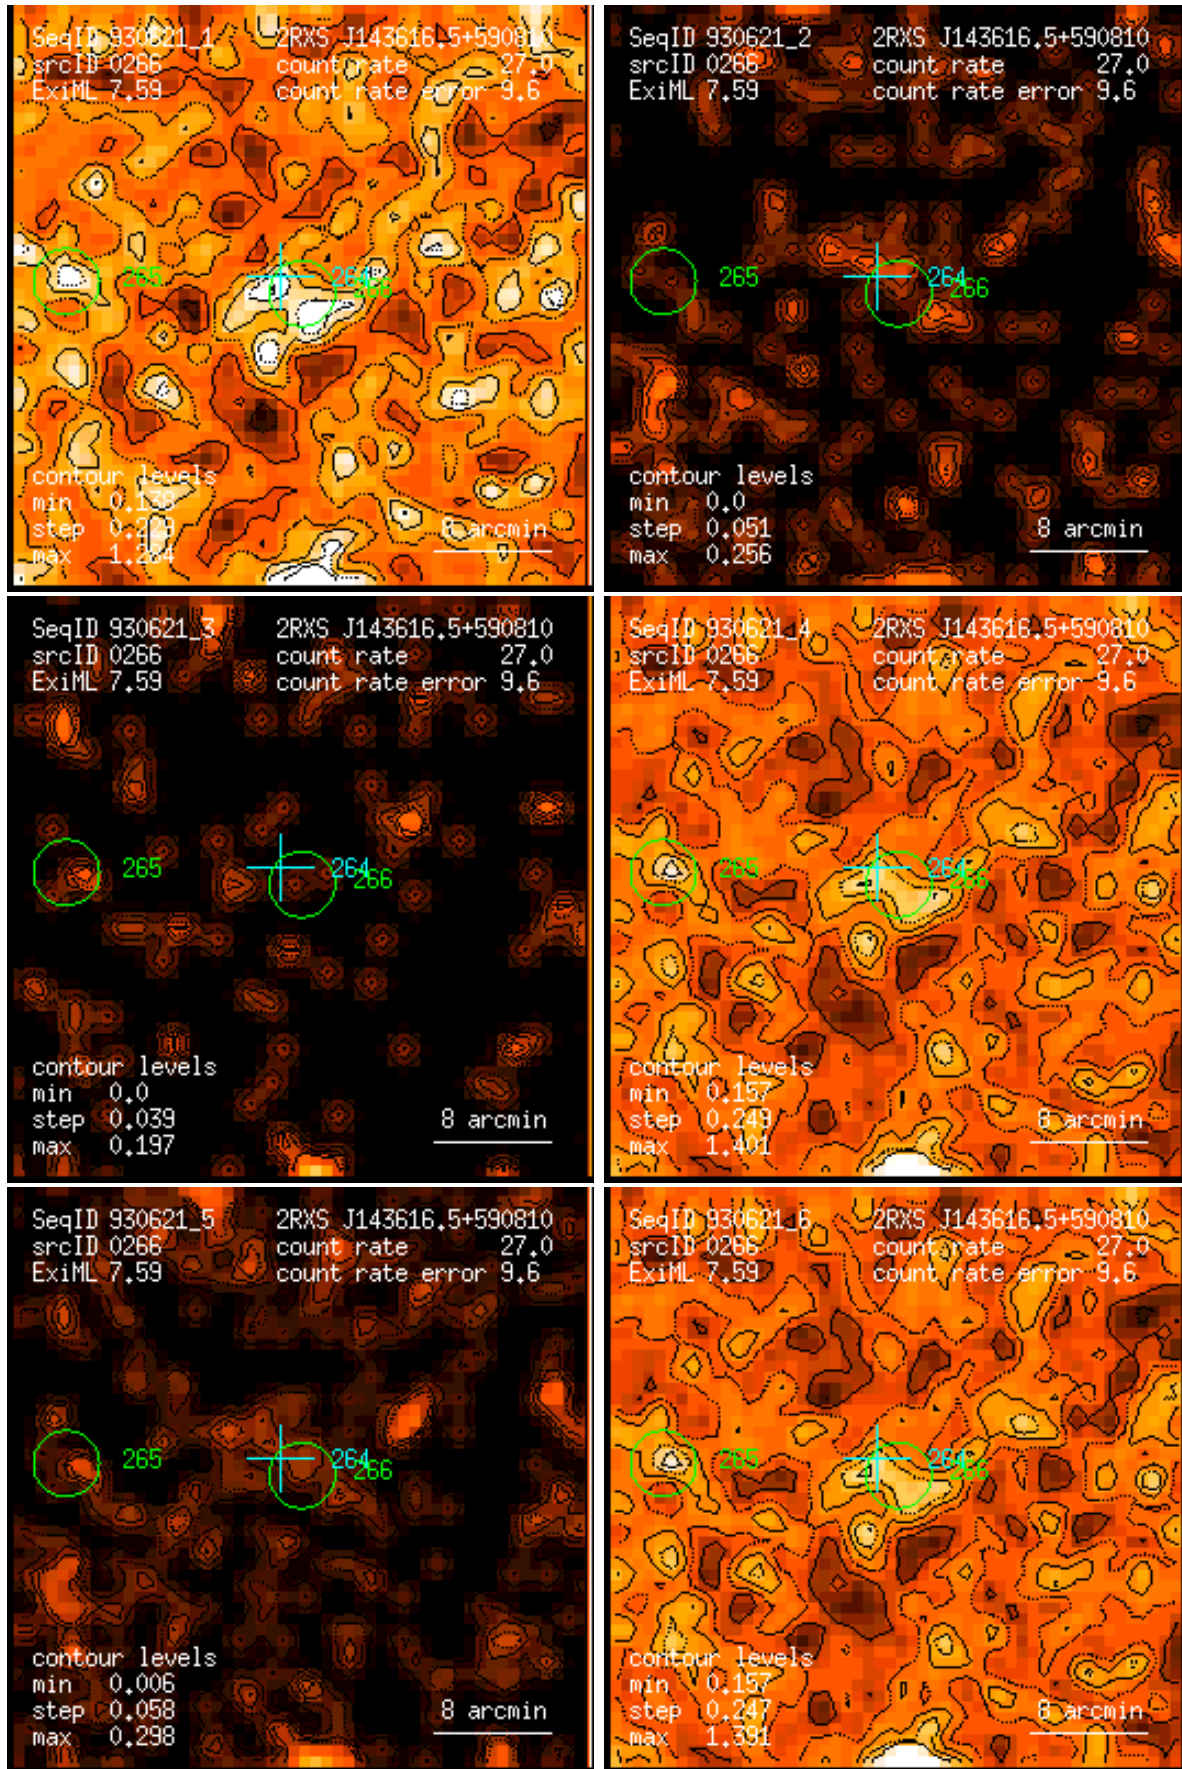 SeqID 930621_1 2RXS J143616.5+590810
srcID 0266 count rate 27.0
ExiML 7.59 count rate error 9.6
265 264 266
contour levels
min 0.139
step 0.229
max 1.284
8 arcmin
SeqID 930621_2 2RXS J143616.5+590810
srcID 0266 count rate 27.0
ExiML 7.59 count rate error 9.6
265 264 266
contour levels
min 0.0
step 0.051
max 0.256
8 arcmin
SeqID 930621_3 2RXS J143616.5+590810
srcID 0266 count rate 27.0
ExiML 7.59 count rate error 9.6
265 264 266
contour levels
min 0.0
step 0.039
max 0.197
8 arcmin
SeqID 930621_4 2RXS J143616.5+590810
srcID 0266 count rate 27.0
ExiML 7.59 count rate error 9.6
265 264 266
contour levels
min 0.157
step 0.249
max 1.401
8 arcmin
SeqID 930621_5 2RXS J143616.5+590810
srcID 0266 count rate 27.0
ExiML 7.59 count rate error 9.6
265 264 266
contour levels
min 0.006
step 0.058
max 0.298
8 arcmin
SeqID 930621_6 2RXS J143616.5+590810
srcID 0266 count rate 27.0
ExiML 7.59 count rate error 9.6
265 264 266
contour levels
min 0.157
step 0.247
max 1.391
8 arcmin